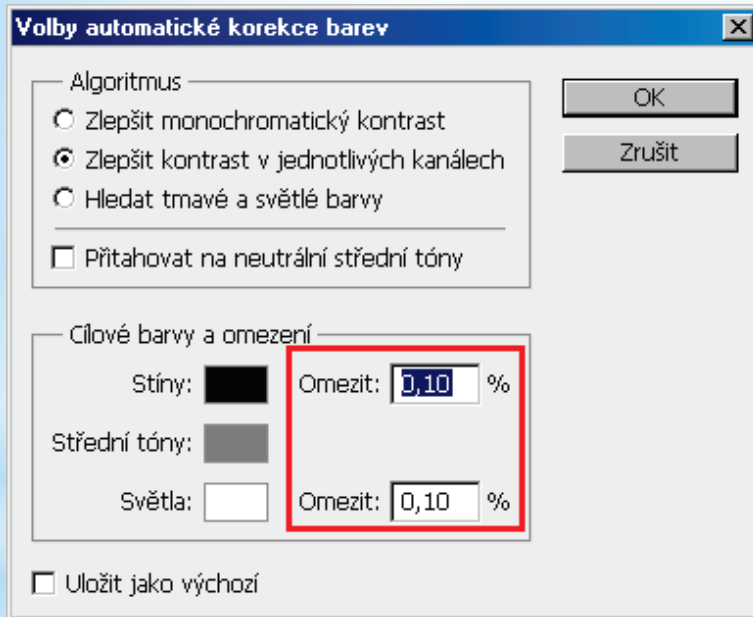 Volby automatické korekce barev
Algoritmus
Zlepšit monochromatický kontrast
Zlepšit kontrast v jednotlivých kanálech
Hledat tmavé a světlé barvy
Přitahovat na neutrální střední tóny
OK
Zrušit
Cílové barvy a omezení
Stíny: Omezit: 0,10 %
Střední tóny:
Světla: Omezit: 0,10 %
Uložit jako výchozí